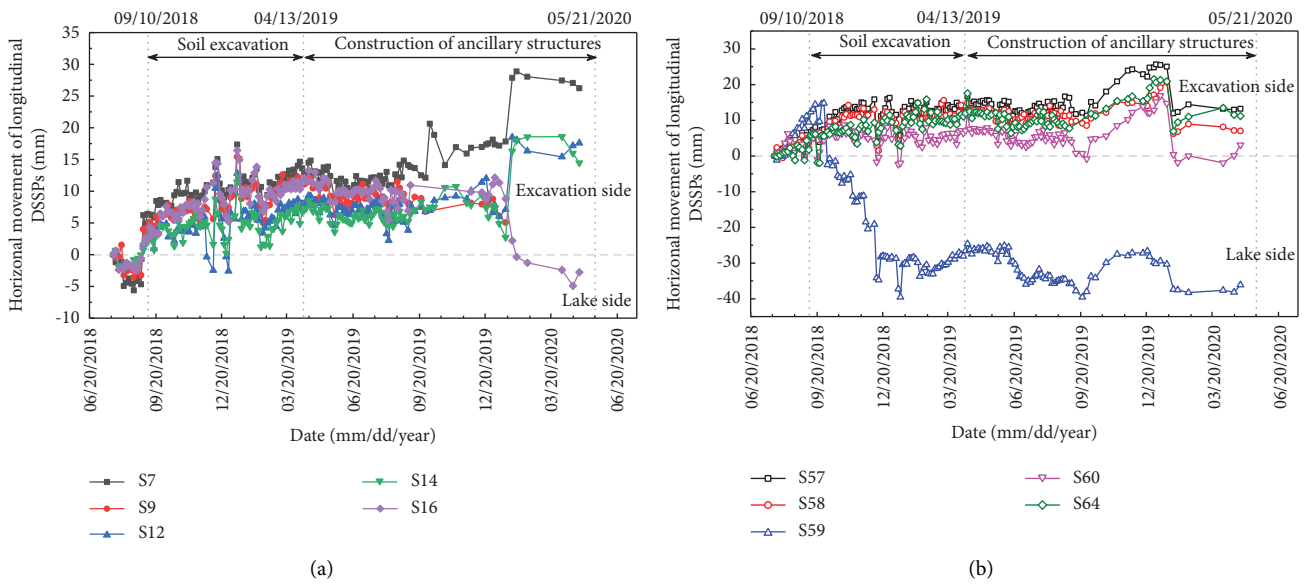 09/10/2018 04/13/2019 05/21/2020
Soil excavation Construction of ancillary structures
35
30
25
20
15
10
5
0
-5
-10
Horizonal movement of longitudinal
DSSPs (mm)
Excavation side
Lake side
06/20/2018 09/20/2018 12/20/2018 03/20/2019 06/20/2019 09/20/2019 12/20/2019 03/20/2020 06/20/2020
Date (mm/dd/year)
S7 S14
S9 S16
S12
(a)
09/10/2018 04/13/2019 05/21/2020
Soil excavation Construction of ancillary structures
30
20
10
0
-10
-20
-30
-40
Horizonal movement of longitudinal
DSSPs (mm)
Excavation side
Lake side
06/20/2018 09/20/2018 12/20/2018 03/20/2019 06/20/2019 09/20/2019 12/20/2019 03/20/2020 06/20/2020
Date (mm/dd/year)
S57 S60
S58 S64
S59
(b)